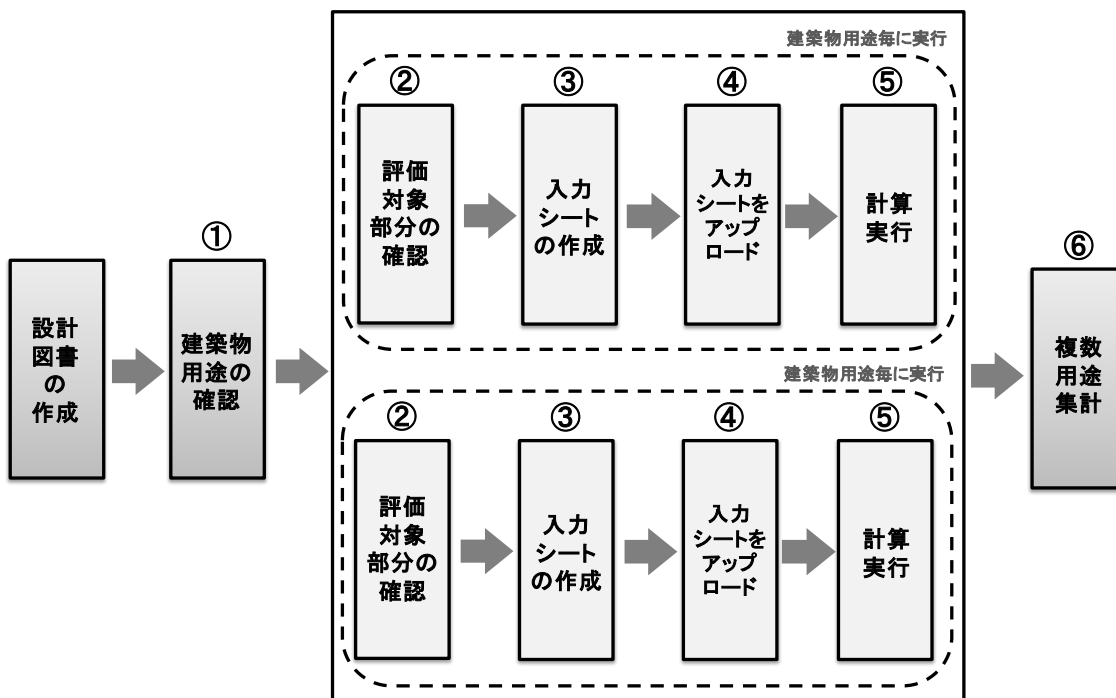 設計
図書
の
作成
①
建築物
用途の
確認
建築物用途毎に実行
②
評価
対象
部分の
確認
③
入力
シート
の作成
④
入力
シートを
アップ
ロード
⑤
計算
実行
建築物用途毎に実行
②
評価
対象
部分の
確認
③
入力
シート
の作成
④
入力
シートを
アップ
ロード
⑤
計算
実行
⑥
複数
用途
集計